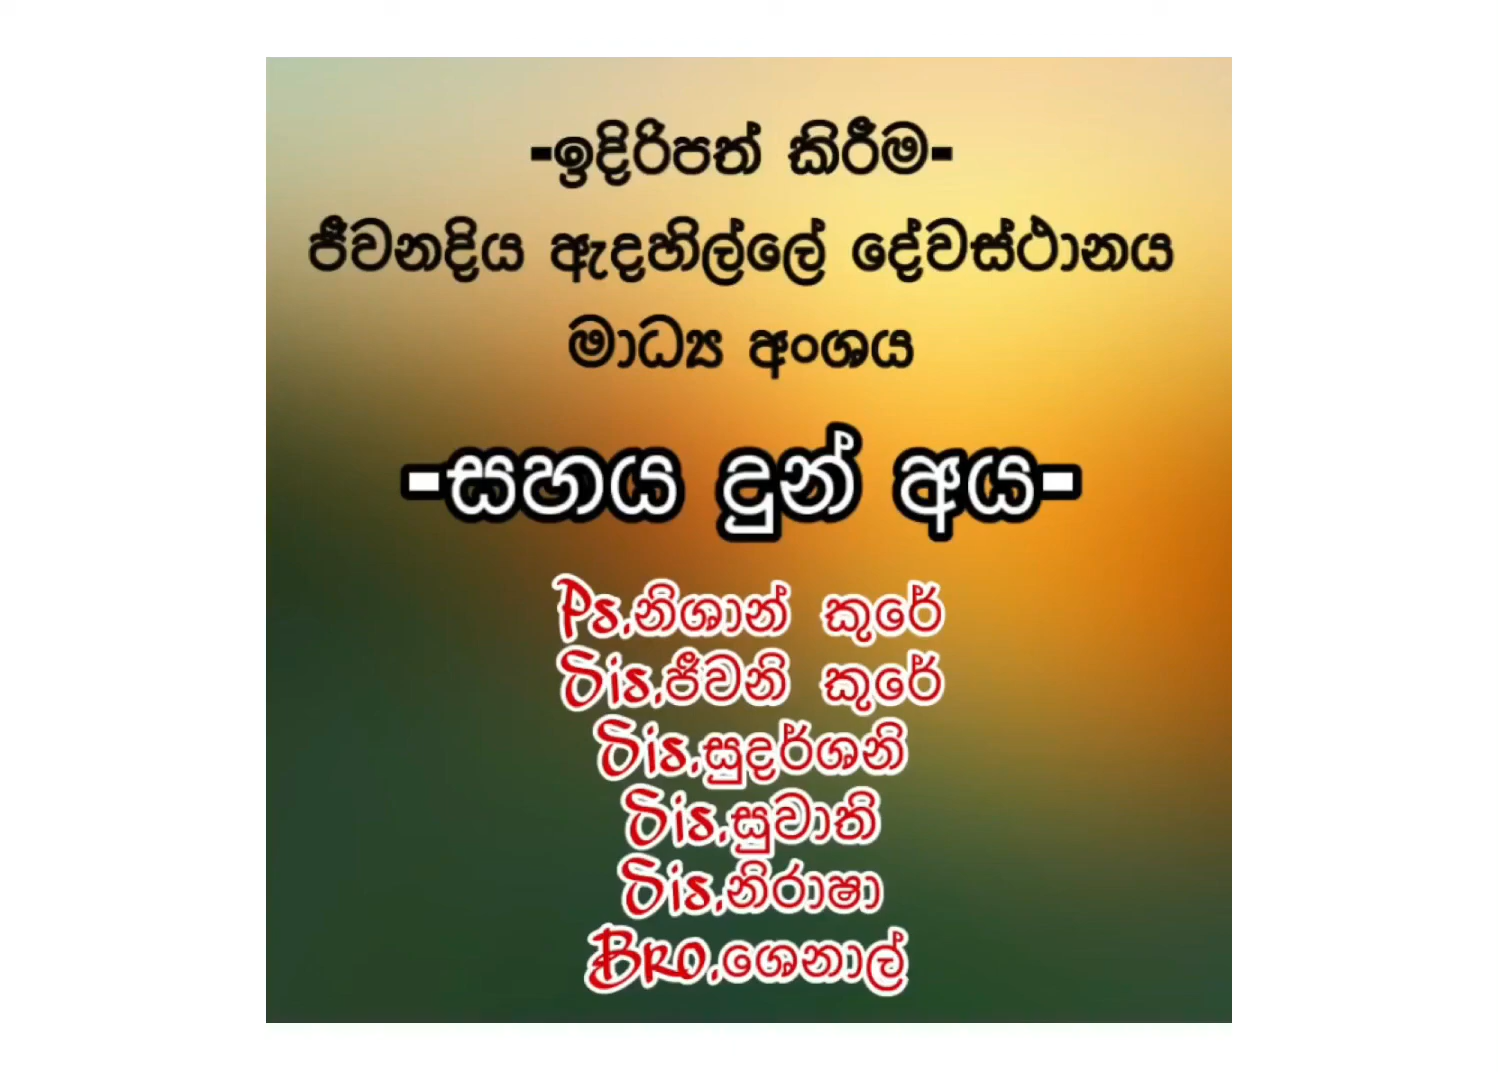 -ඉදිරිපත් කිරීම-
ජීවනදිය ඇදහිල්ලේ දේවස්ථානය
මාධ්‍ය අංශය
-සහය දුන් අය-
Ps.නිශාන් කුරේ
Sis.ජීවනි කුරේ
Sis.සුදර්ශනි
Sis.සුවාති
Sis.නිරාෂා
Bro.ශෙනාල්